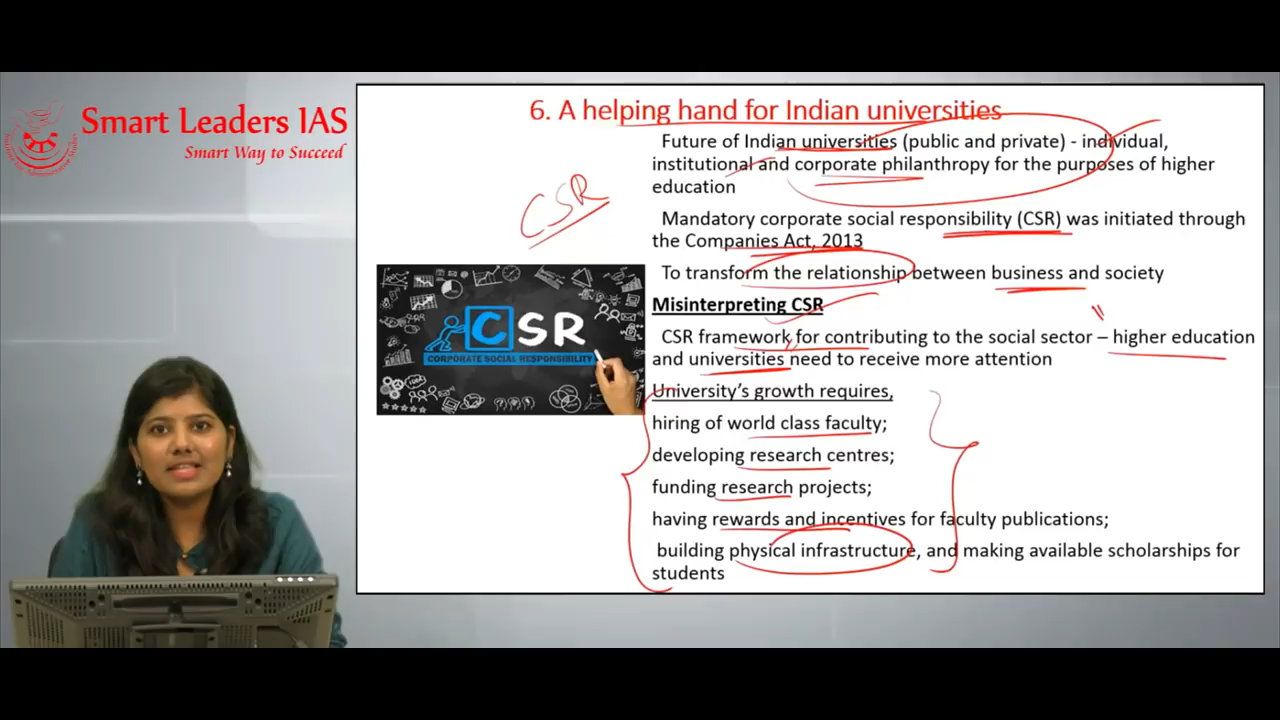 Smart Leaders IAS
Smart Way to Succeed
6. A helping hand for Indian universities
Future of Indian universities (public and private) - individual,
institutional and corporate philanthropy for the purposes of higher
education
CSR
Mandatory corporate social responsibility (CSR) was initiated through
the Companies Act, 2013
To transform the relationship between business and society
Misinterpreting CSR
CSR framework for contributing to the social sector – higher education
and universities need to receive more attention
CSR
CORPORATE SOCIAL RESPONSIBILITY
University's growth requires,
hiring of world class faculty;
developing research centres;
funding research projects;
having rewards and incentives for faculty publications;
building physical infrastructure, and making available scholarships for
students